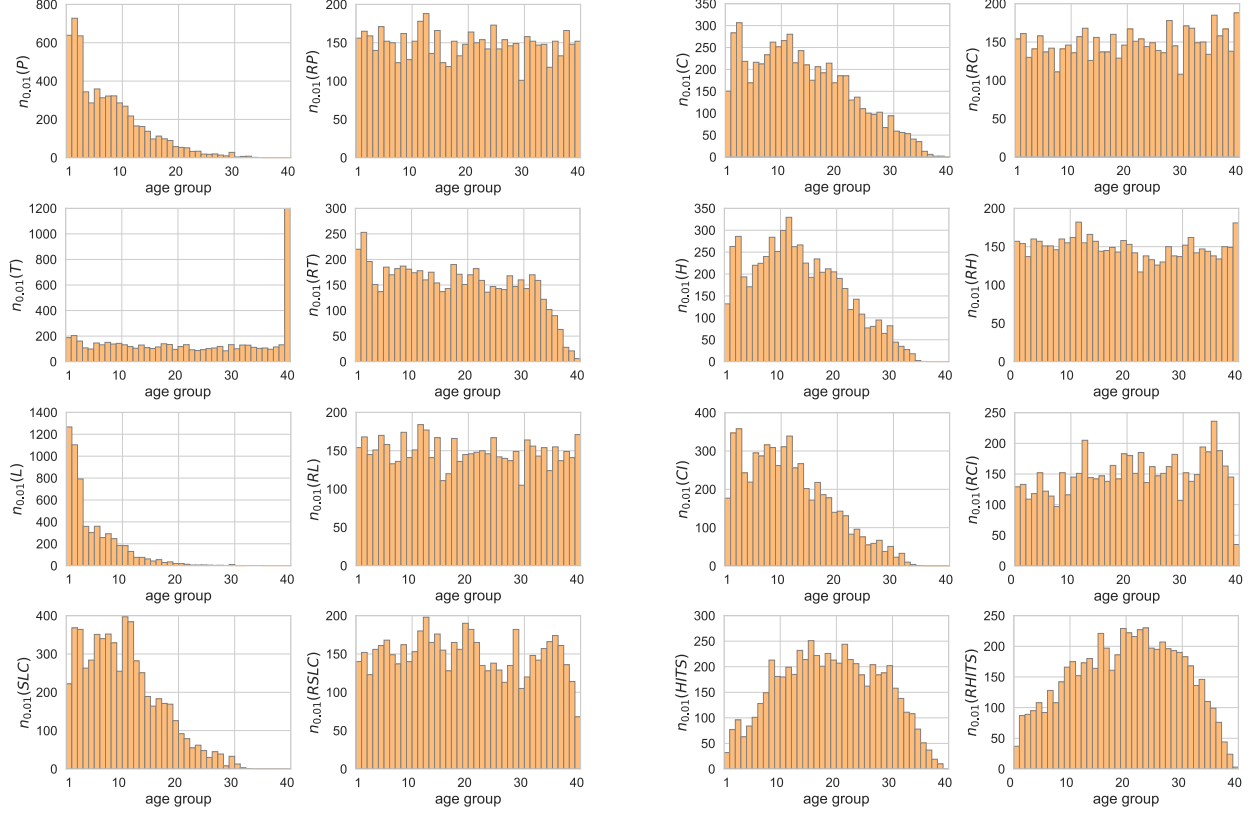 800
600
400
200
0
n0.01(P)
1 10 20 30 40
age group
200
150
100
50
0
n0.01(RP)
1 10 20 30 40
age group
350
300
250
200
150
100
50
0
n0.01(C)
1 10 20 30 40
age group
200
150
100
50
0
n0.01(RC)
1 10 20 30 40
age group
1200
1000
800
600
400
200
0
n0.01(T)
1 10 20 30 40
age group
300
250
200
150
100
50
0
n0.01(RT)
1 10 20 30 40
age group
350
300
250
200
150
100
50
0
n0.01(H)
1 10 20 30 40
age group
200
150
100
50
0
n0.01(RH)
0 10 20 30 40
age group
1400
1200
1000
800
600
400
200
0
n0.01(L)
1 10 20 30 40
age group
200
150
100
50
0
n0.01(RL)
1 10 20 30 40
age group
400
300
200
100
0
n0.01(CI)
1 10 20 30 40
age group
250
200
150
100
50
0
n0.01(RCI)
0 10 20 30 40
age group
400
300
200
100
0
n0.01(SLC)
1 10 20 30 40
age group
200
150
100
50
0
n0.01(RSLC)
1 10 20 30 40
age group
300
250
200
150
100
50
0
n0.01(HITS)
1 10 20 30 40
age group
300
250
200
150
100
50
0
n0.01(RHITS)
1 10 20 30 40
age group